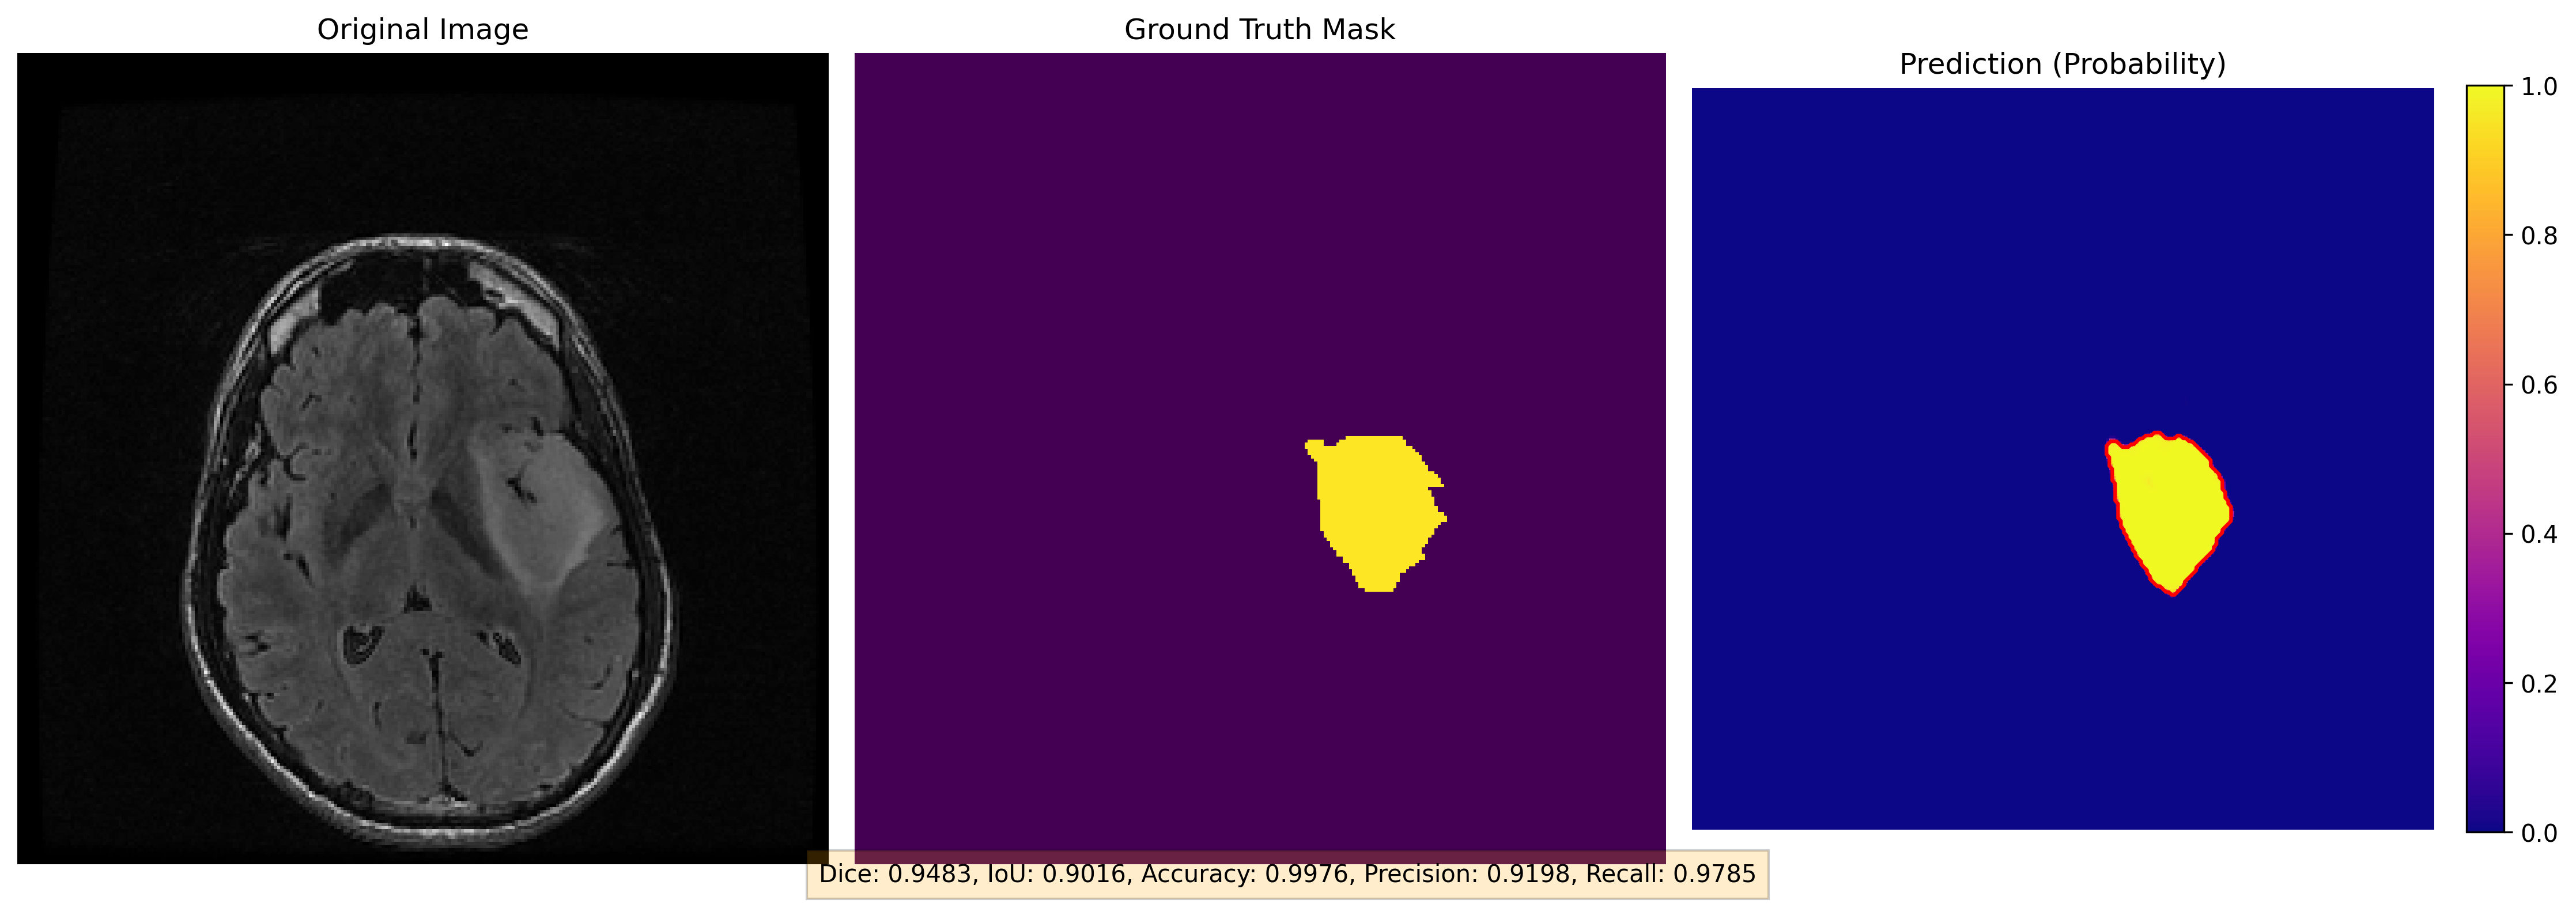 Original Image
Ground Truth Mask
Prediction (Probability)
1.0
0.8
0.6
0.4
0.2
0.0
Dice: 0.9483, IoU: 0.9016, Accuracy: 0.9976, Precision: 0.9198, Recall: 0.9785